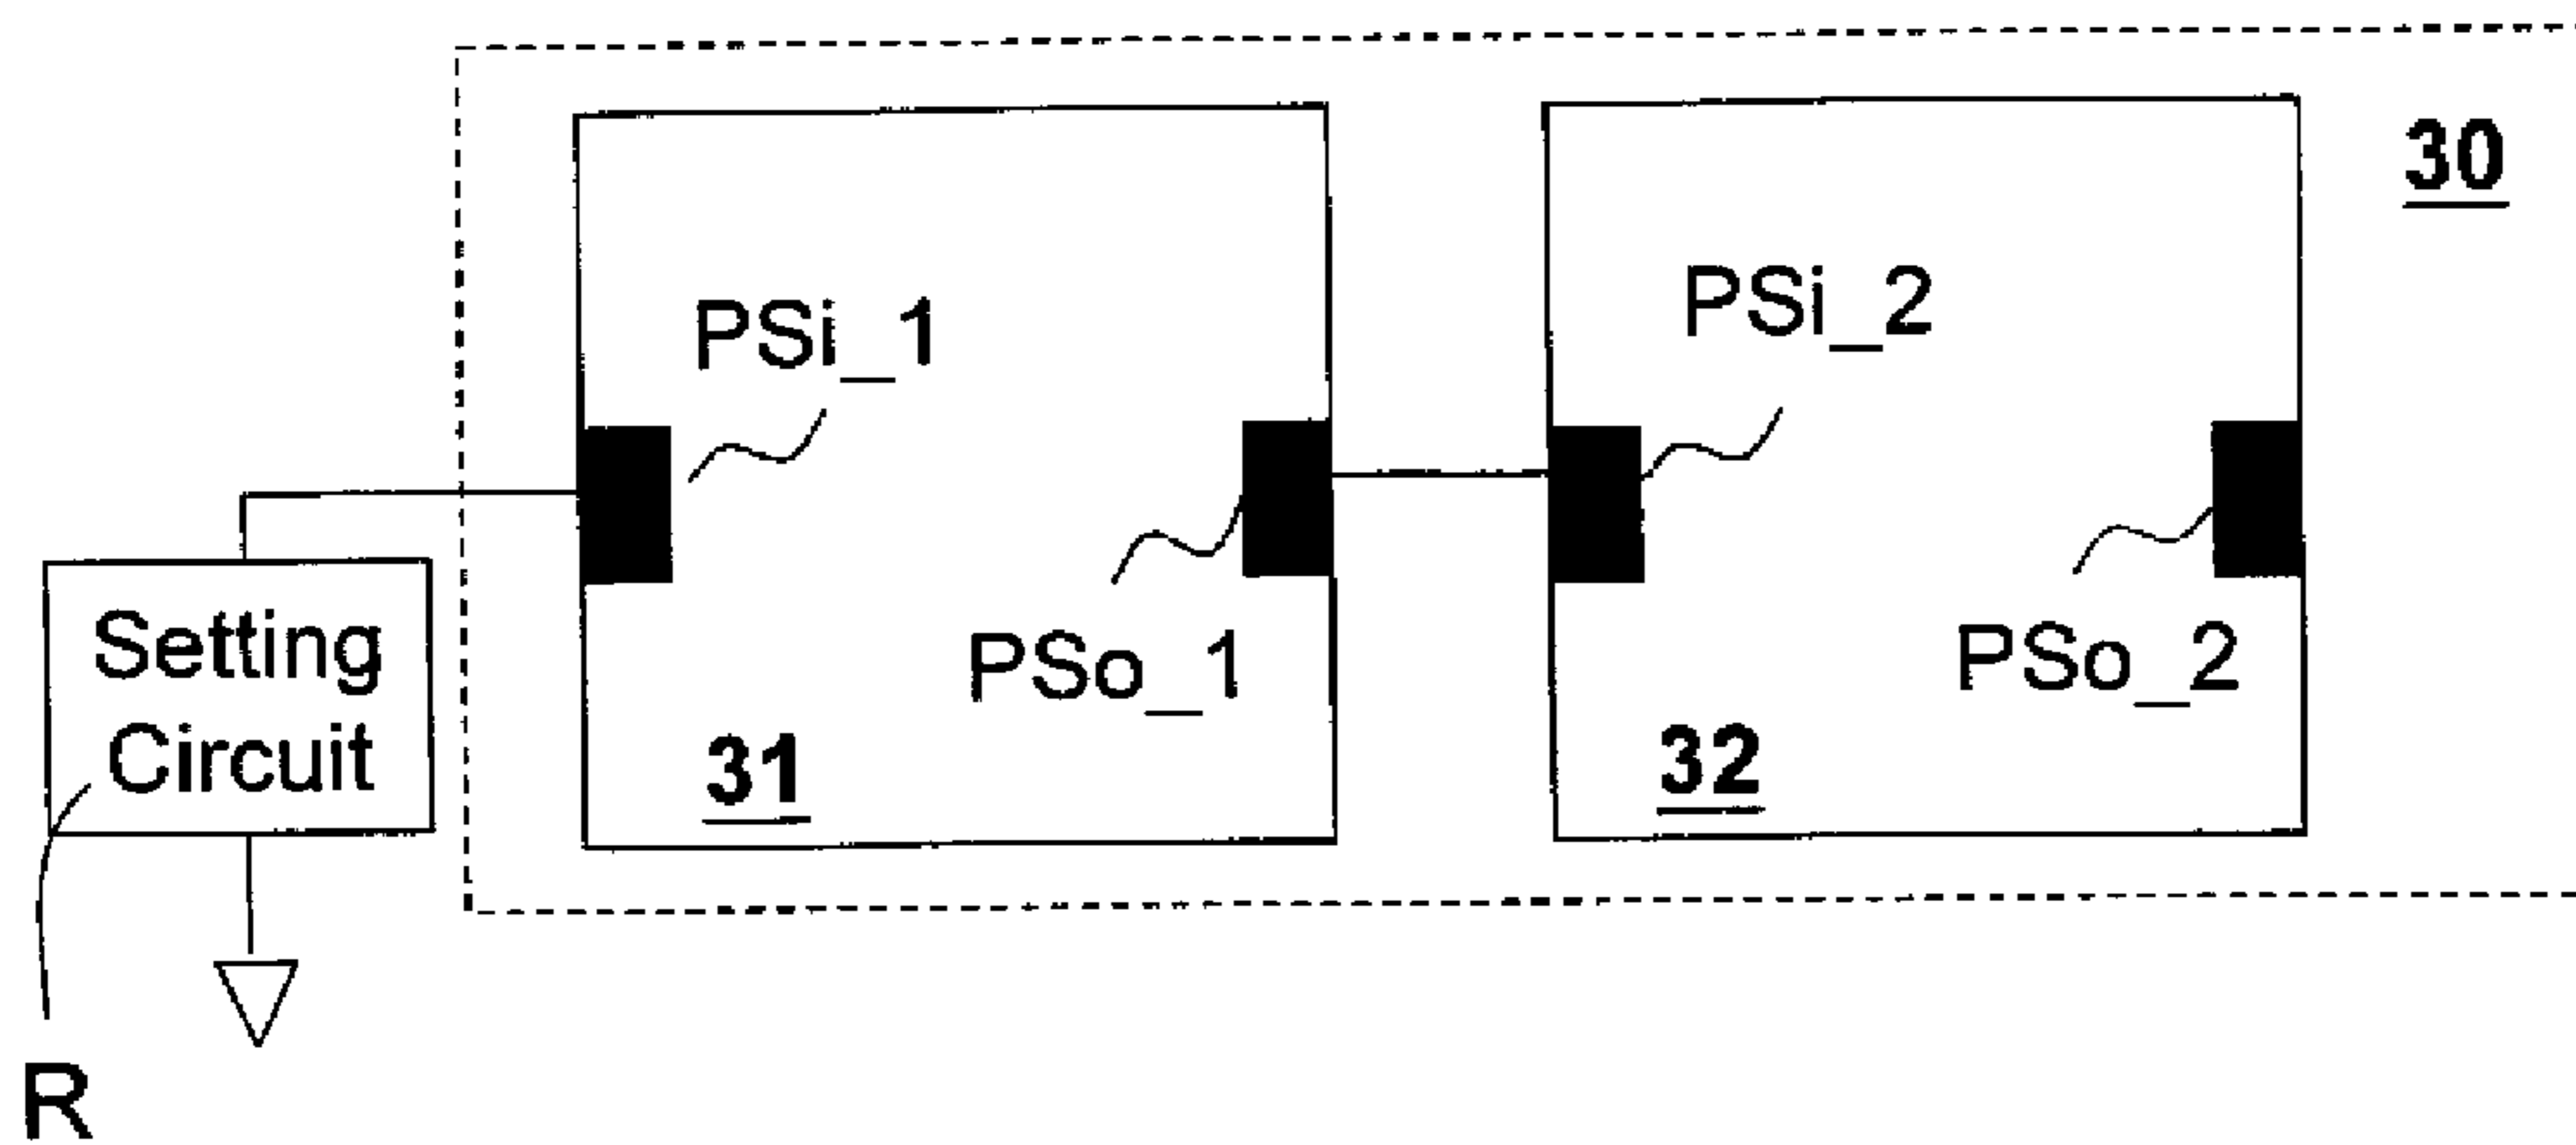 30
PSi_1
PSi_2
Setting
Circuit
PSo_1
PSo_2
31
32
R